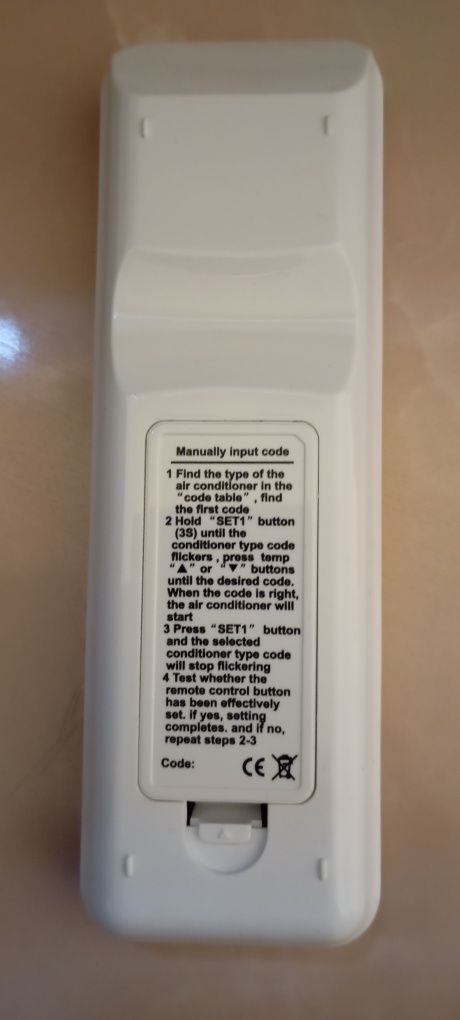 Manually input code
1 Find the type of the
air conditioner in the
“code table” , find
the first code
2 Hold “SET1” button
(3S) until the
conditioner type code
flickers , press temp
“▲” or “▼” buttons
until the desired code.
When the code is right,
the air conditioner will
start
3 Press “SET1” button
and the selected
conditioner type code
will stop flickering
4 Test whether the
remote control button
has been effectively
set. if yes, setting
completes. and if no,
repeat steps 2-3
Code: CE